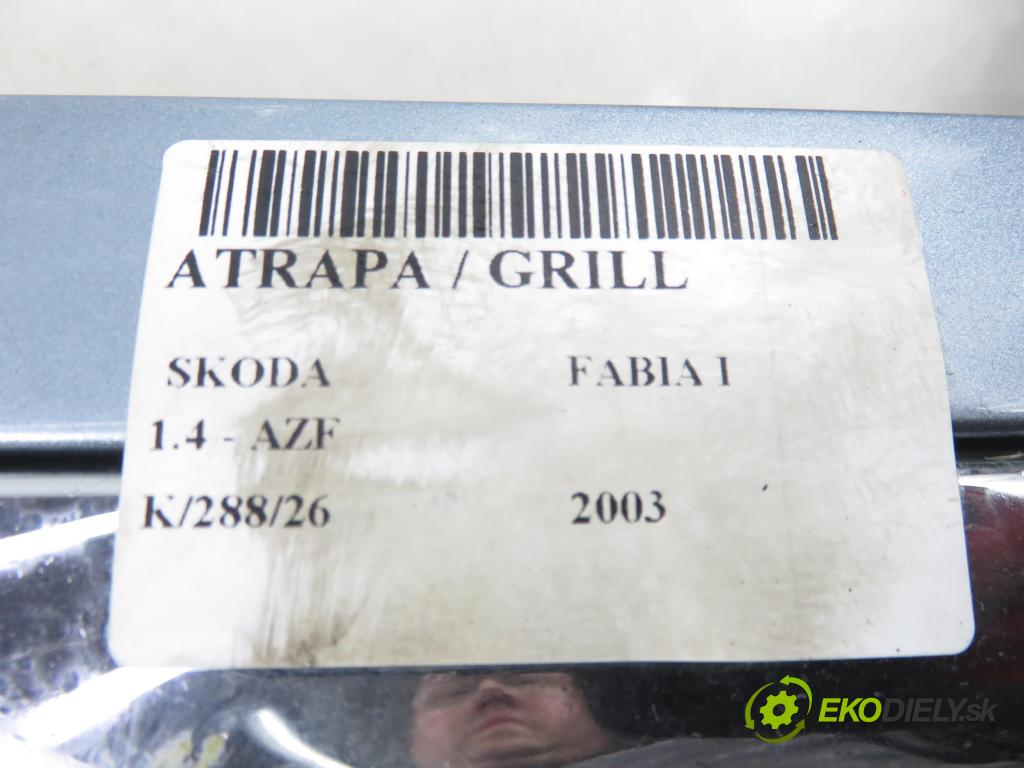 ATRAPA / GRILL
SKODA FABIA I
1.4 - AZF
K/288/26 2003
EKODIELY.sk